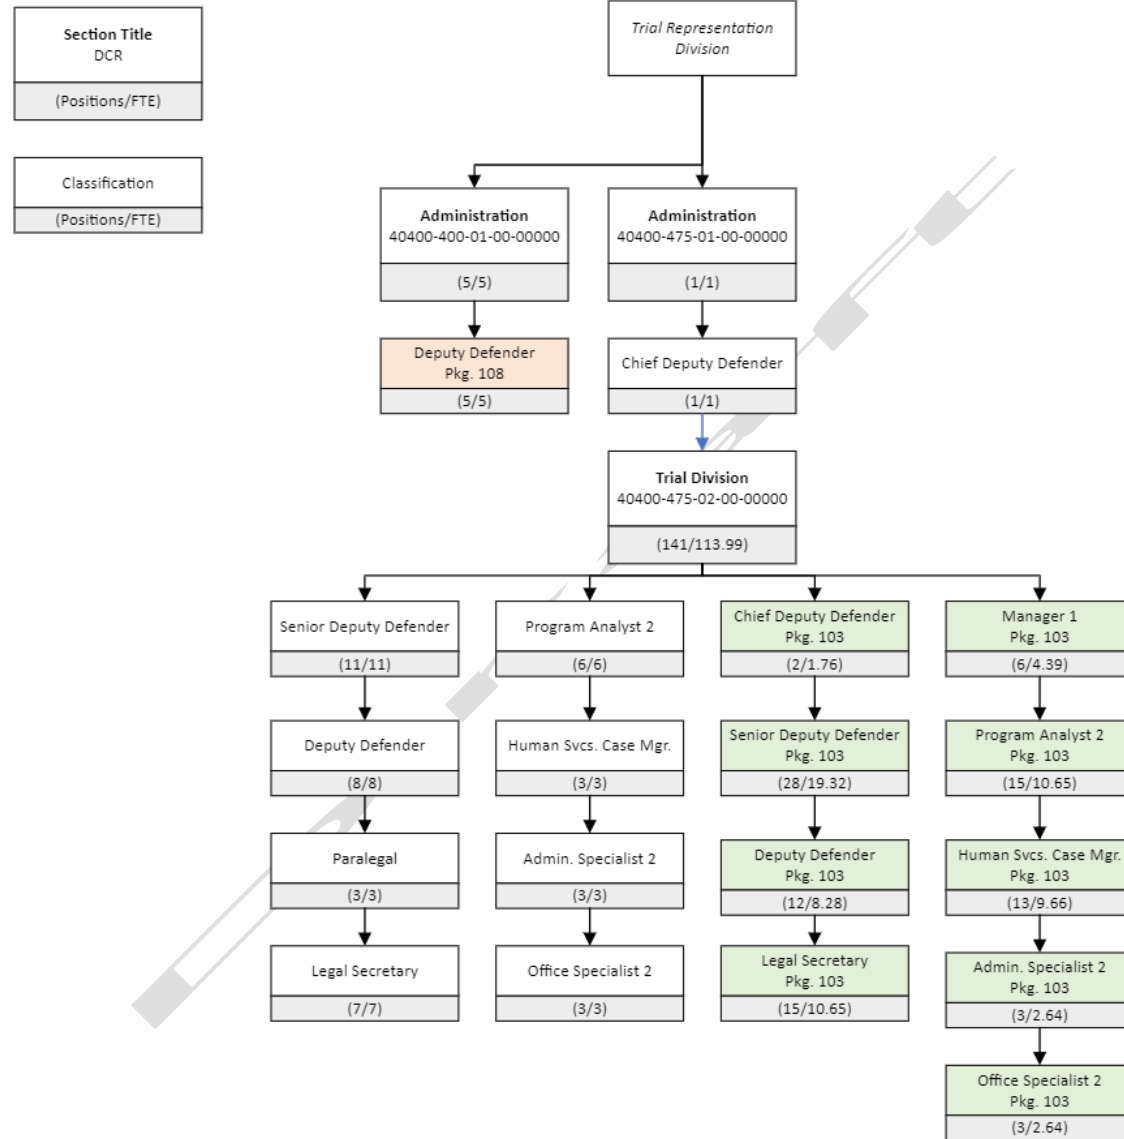 Section Title
DCR
(Positions/FTE)
Classification
(Positions/FTE)
Trial Representation
Division
Administration
40400-400-01-00-00000
(5/5)
Administration
40400-475-01-00-00000
(1/1)
Deputy Defender
Pkg. 108
(5/5)
Chief Deputy Defender
(1/1)
Trial Division
40400-475-02-00-00000
(141/113.99)
Senior Deputy Defender
(11/11)
Deputy Defender
(8/8)
Paralegal
(3/3)
Legal Secretary
(7/7)
Program Analyst 2
(6/6)
Human Svcs. Case Mgr.
(3/3)
Admin. Specialist 2
(3/3)
Office Specialist 2
(3/3)
Chief Deputy Defender
Pkg. 103
(2/1.76)
Senior Deputy Defender
Pkg. 103
(28/19.32)
Deputy Defender
Pkg. 103
(12/8.28)
Legal Secretary
Pkg. 103
(15/10.65)
Manager 1
Pkg. 103
(6/4.39)
Program Analyst 2
Pkg. 103
(15/10.65)
Human Svcs. Case Mgr.
Pkg. 103
(13/9.66)
Admin. Specialist 2
Pkg. 103
(3/2.64)
Office Specialist 2
Pkg. 103
(3/2.64)